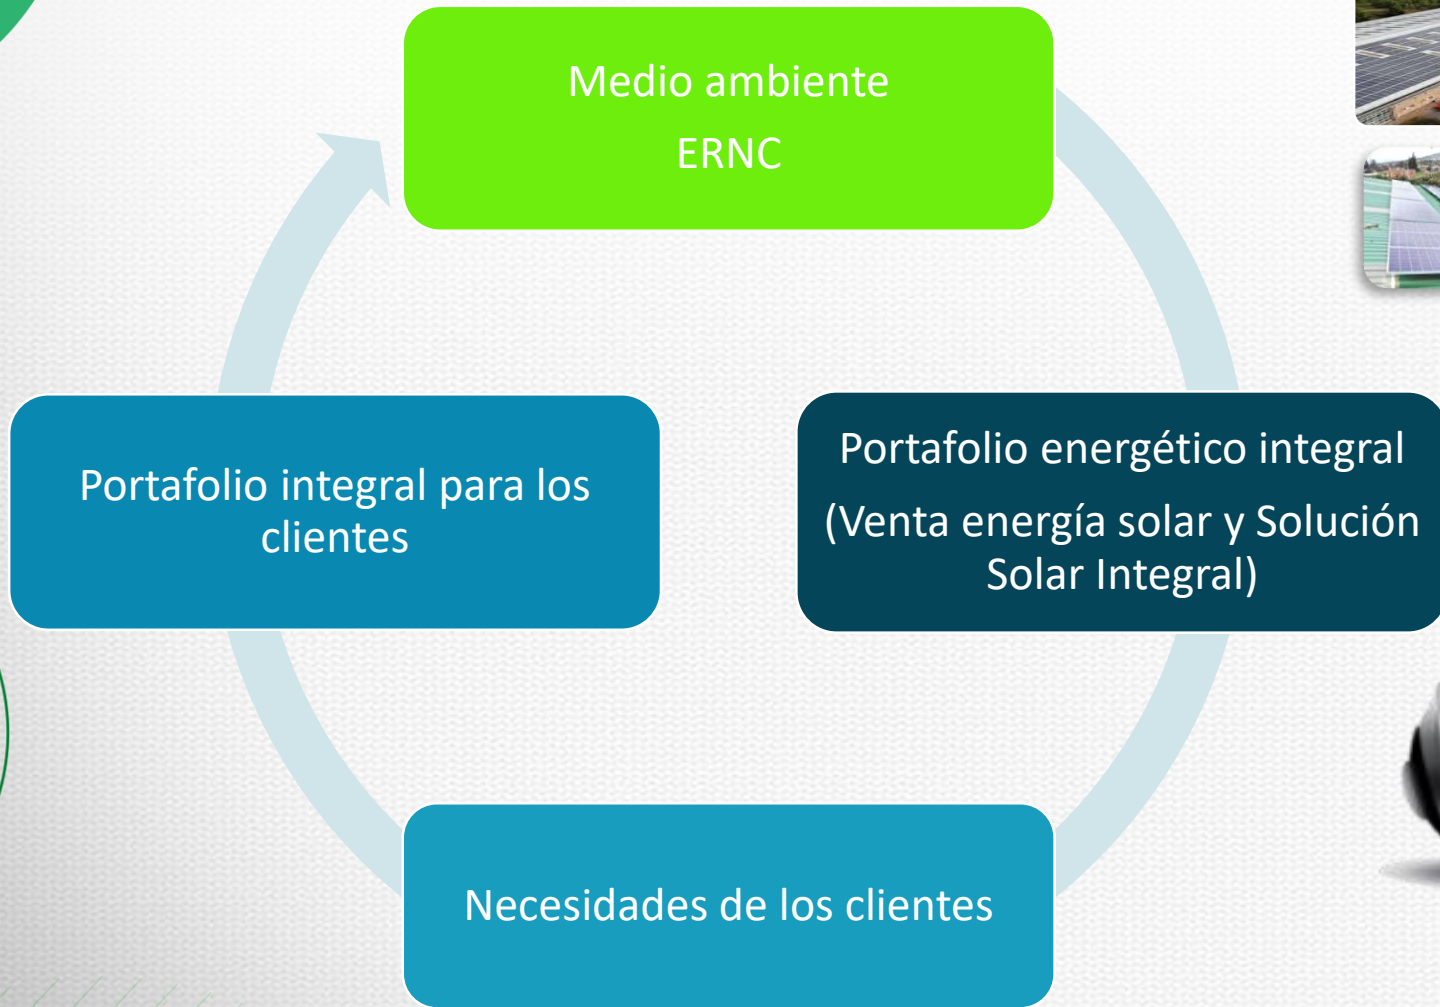 Medio ambiente
ERNC
Portafolio energético integral
(Venta energía solar y Solución
Solar Integral)
Necesidades de los clientes
Portafolio integral para los
clientes